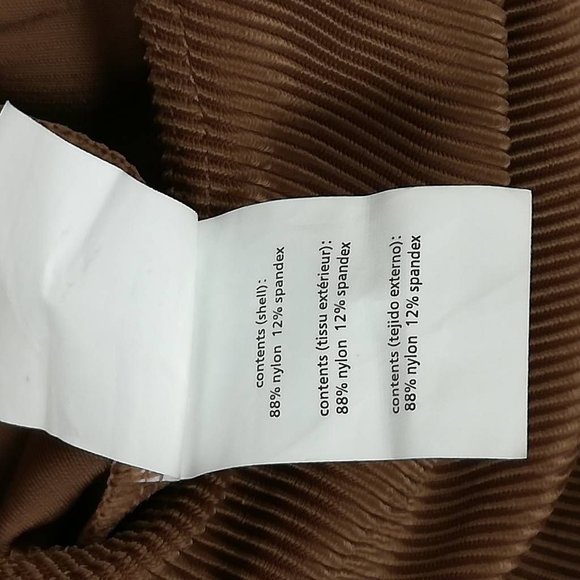 contents (shell):
88% nylon 12% spandex
contents (tissu extérieur):
88% nylon 12% spandex
contents (tejido externo):
88% nylon 12% spandex